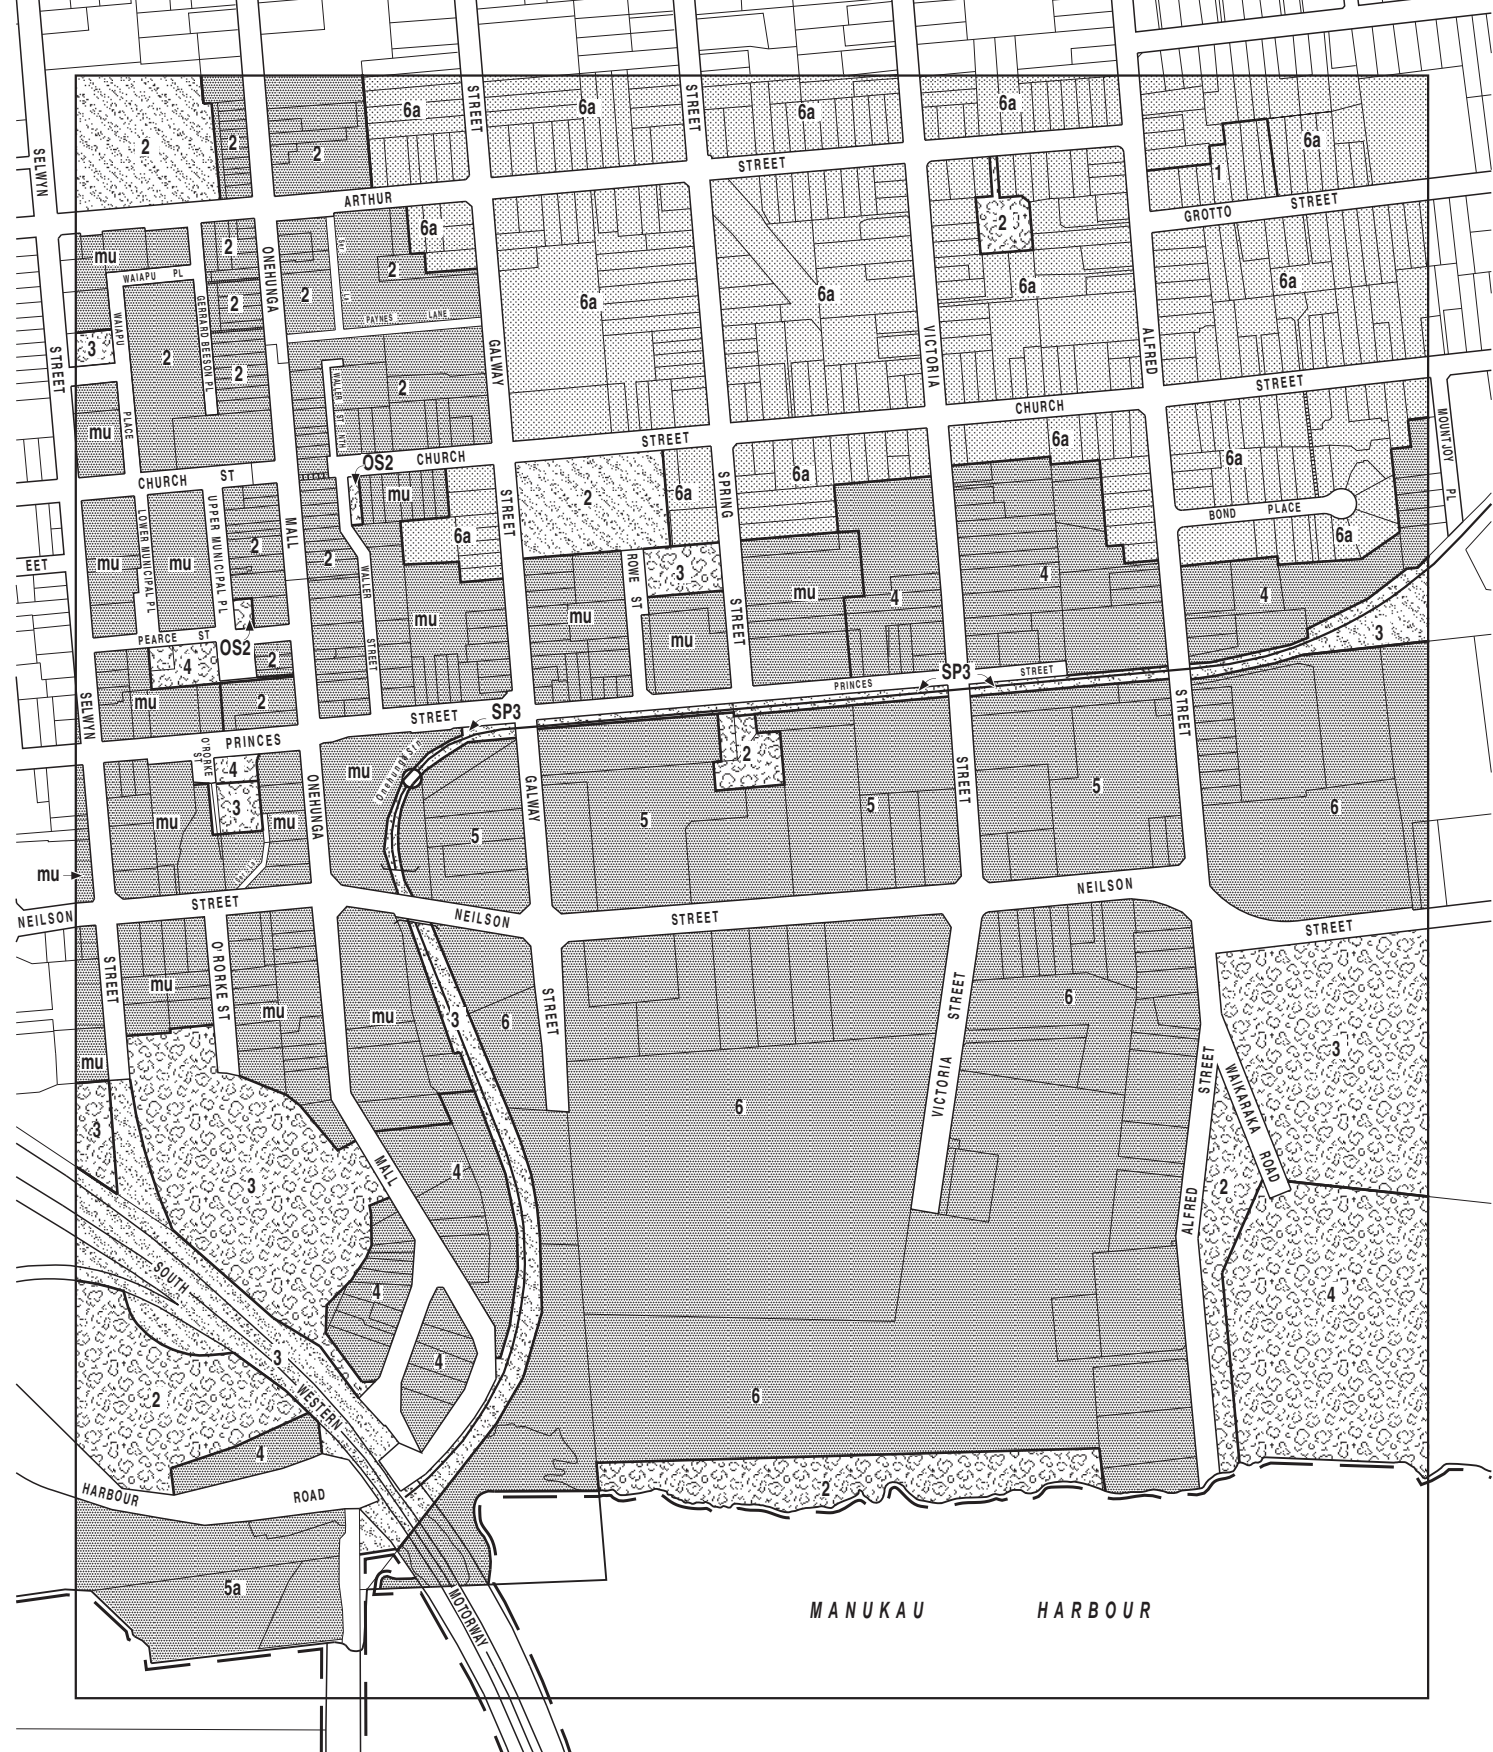 STREET
STREET
6a
6a
6a
6a
SELWYN
2
2
2
6a
STREET
1
ARTHUR
STREET
GROTTO
2
6a
2
mu
ONEHUNGA
2
WAIAPU PL
6a
6a
6a
6a
2
GERRARD BEESON PL
2
PAYNES LANE
WAIAPU
3
STREET
2
2
2
GALWAY
VICTORIA
ALFRED
WALLER ST NTH
STREET
CHURCH
PLACE
mu
STREET
6a
MOUNTJOY PL
CHURCH
OS2
6a
CHURCH ST
6a
SPRING
6a
2
mu
STREET
BOND PLACE
LOWER MUNICIPAL PL
UPPER MUNICIPAL PL
MALL
6a
6a
2
2
mu
mu
EET
ROWE ST
3
4
WALLER
mu
4
4
mu
mu
STREET
3
PEARCE ST
OS2
mu
STREET
4
2
SP3
STREET
PRINCES
2
mu
SELWYN
STREET
SP3
STREET
PRINCES
O'RORKE ST
2
4
mu
Onehunga Str
STREET
GALWAY
5
ONEHUNGA
3
5
6
mu
mu
5
5
mu
NEILSON
STREET
NEILSON
NEILSON
STREET
STREET
O'RORKE ST
STREET
mu
STREET
STREET
6
mu
mu
3
6
3
mu
STREET
WAIKARAKA
VICTORIA
6
3
ROAD
MALL
4
3
2
ALFRED
SOUTH
4
4
3
4
WESTERN
6
2
4
2
HARBOUR ROAD
5a
MOTORWAY
MANUKAU HARBOUR